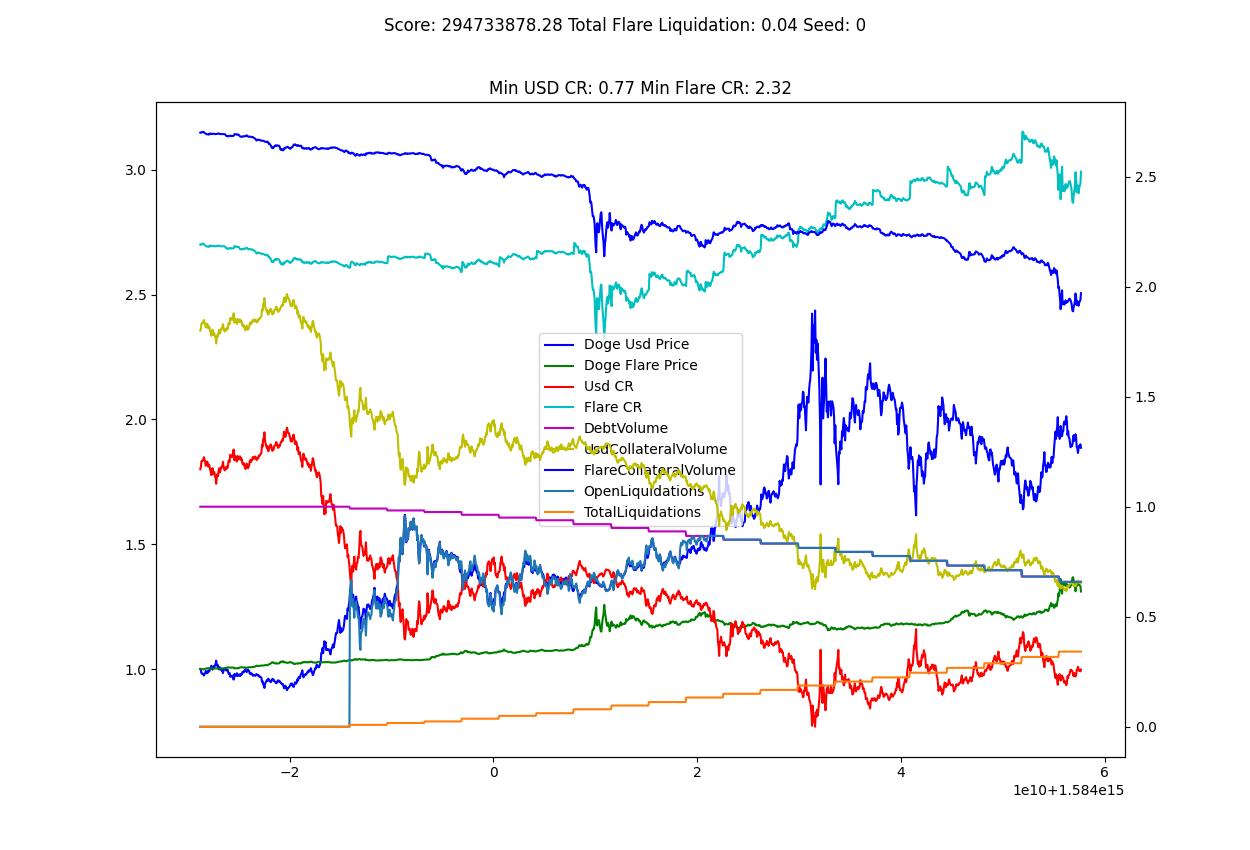 Score: 294733878.28 Total Flare Liquidation: 0.04 Seed: 0
Min USD CR: 0.77 Min Flare CR: 2.32
3.0
2.5
2.0
1.5
1.0
Doge Usd Price
Doge Flare Price
Usd CR
Flare CR
DebtVolume
UsdCollateralVolume
FlareCollateralVolume
OpenLiquidations
TotalLiquidations
2.5
2.0
1.5
1.0
0.5
0.0
−2 0 2 4 6
1e10+1.584e15